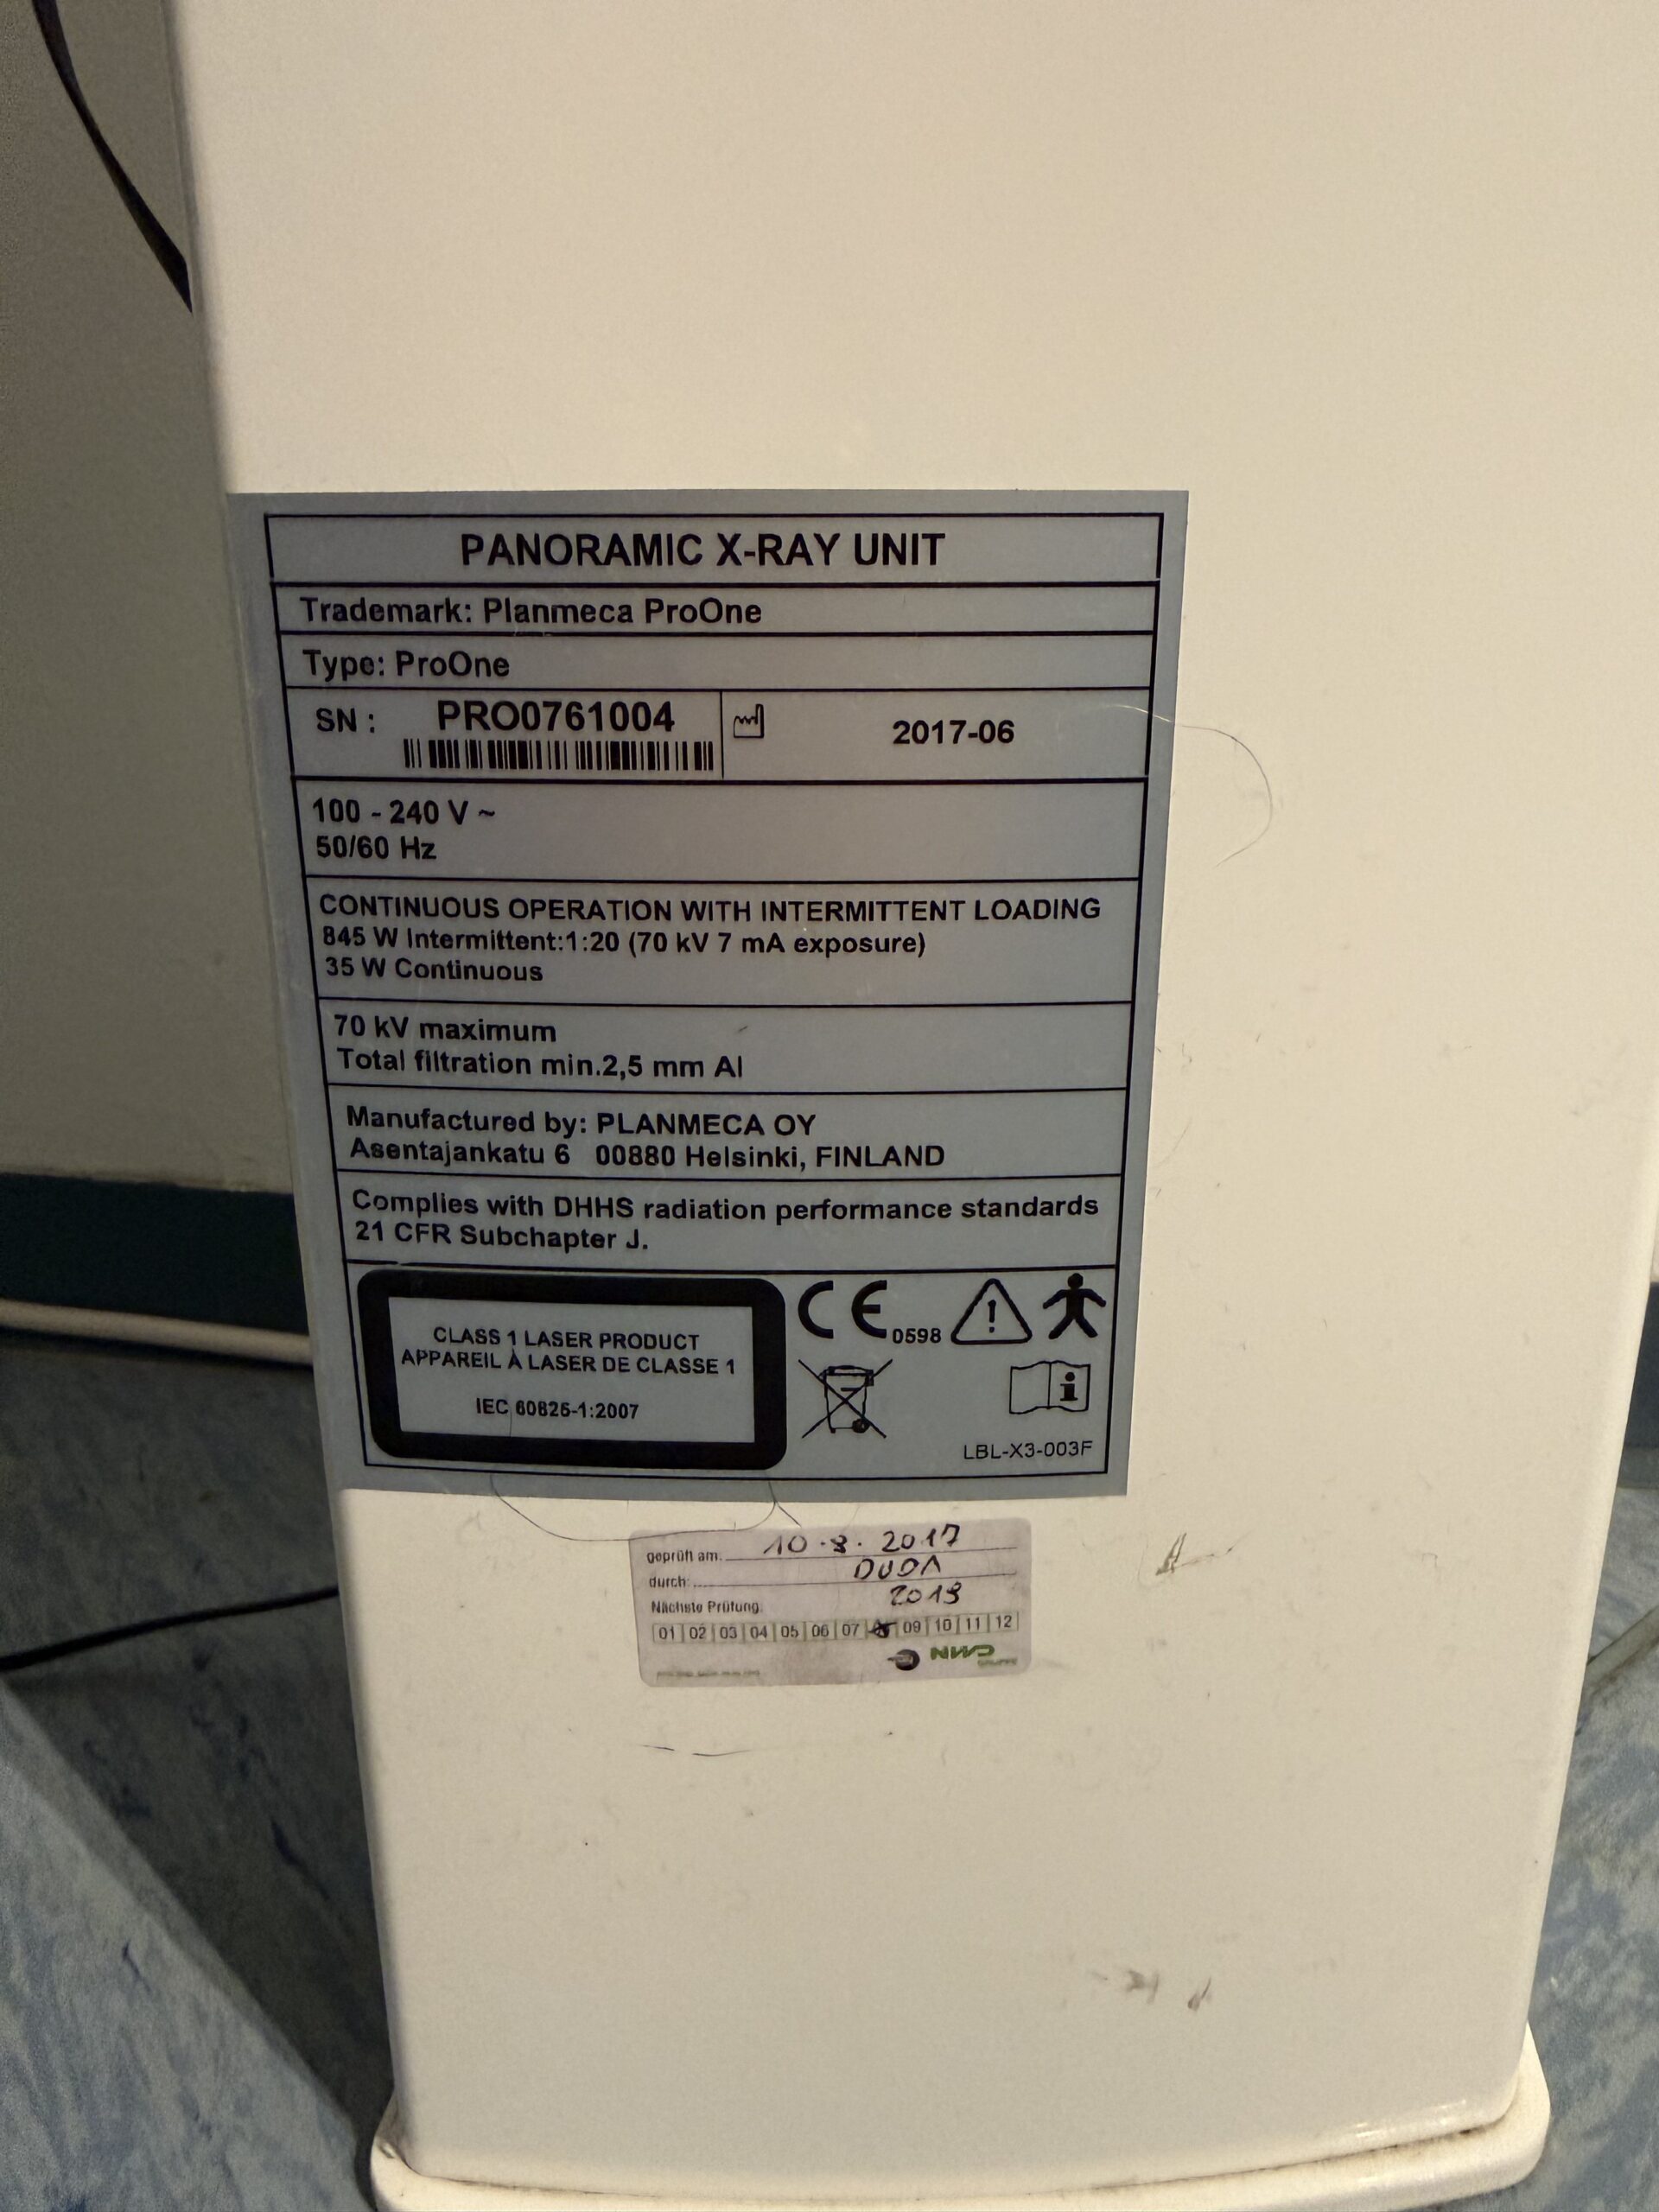 PANORAMIC X-RAY UNIT
Trademark: Planmeca ProOne
Type: ProOne
SN : PRO0761004 2017-06
100 - 240 V ~
50/60 Hz
CONTINUOUS OPERATION WITH INTERMITTENT LOADING
845 W Intermittent:1:20 (70 kV 7 mA exposure)
35 W Continuous
70 kV maximum
Total filtration min.2,5 mm Al
Manufactured by: PLANMECA OY
Asentajankatu 6 00880 Helsinki, FINLAND
Complies with DHHS radiation performance standards
21 CFR Subchapter J.
CLASS 1 LASER PRODUCT
APPAREIL À LASER DE CLASSE 1
IEC 60825-1:2007
CE 0598
LBL-X3-003F
geprüft am: 10.8.2017
durch: DUDA
Nächste Prüfung: 2019
01 02 03 04 05 06 07 09 10 11 12